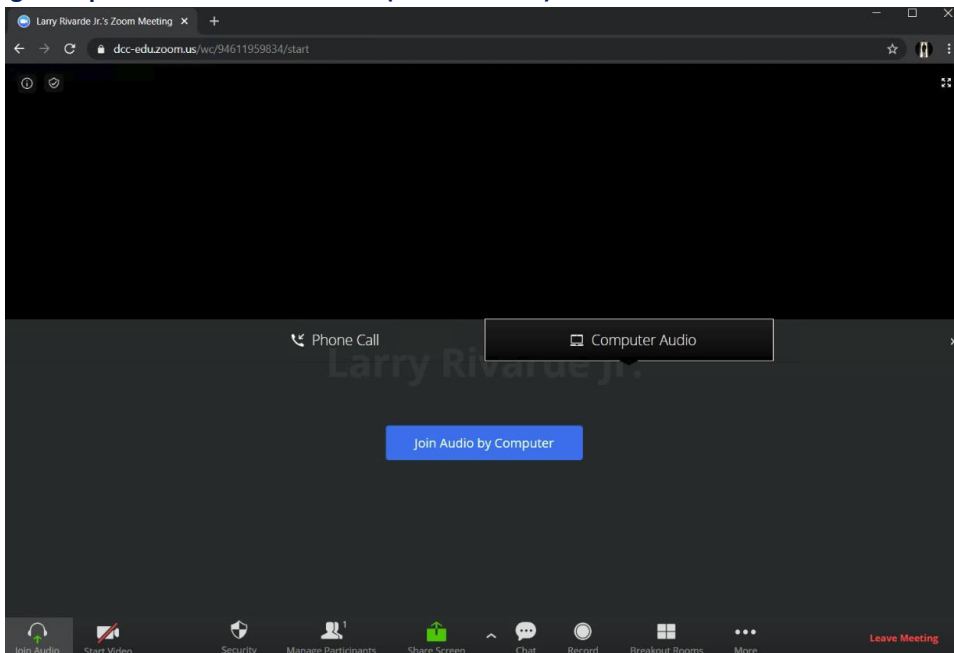 Larry Rivarde Jr.'s Zoom Meeting
dcc-edu.zoom.us/wc/94611959834/start
Phone Call
Computer Audio
Larry Rivarde Jr.
Join Audio by Computer
1
Join Audio Start Video Security Manage Participants Share Screen Chat Record Breakout Rooms More Leave Meeting